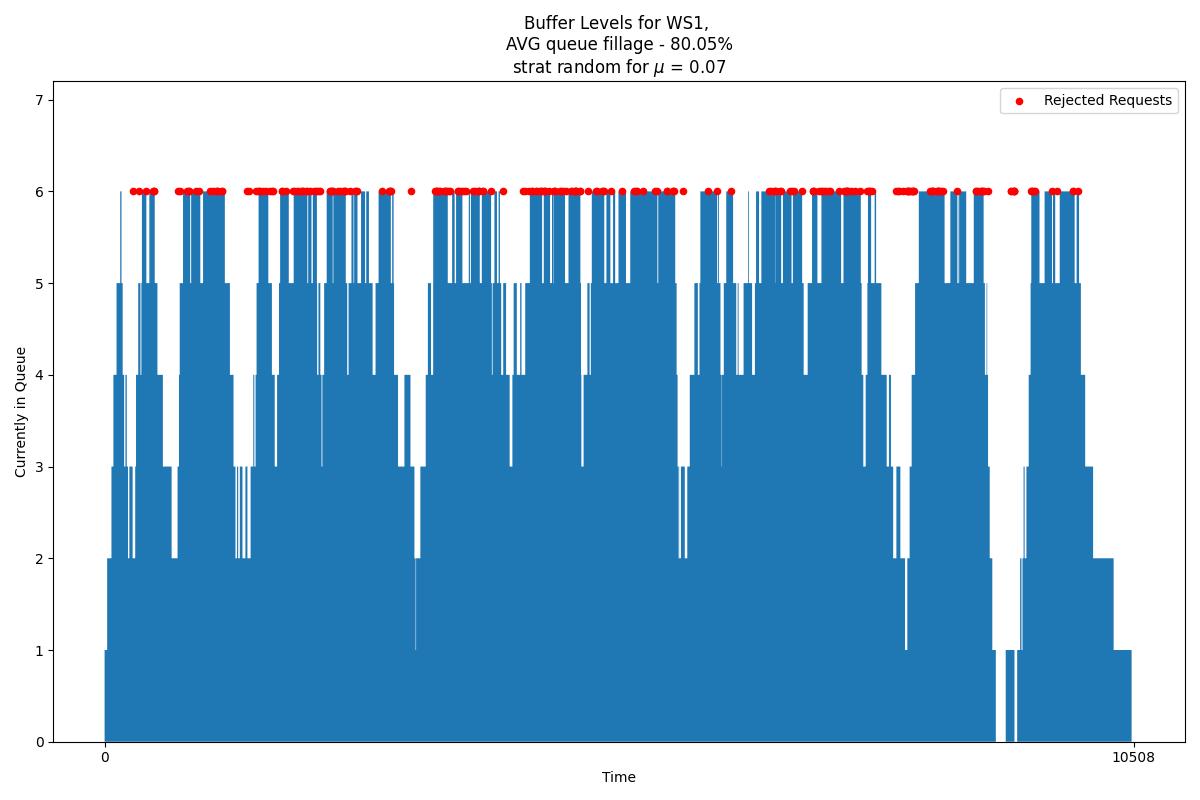 Buffer Levels for WS1,
AVG queue fillage - 80.05%
strat random for μ = 0.07
Rejected Requests
7
6
5
4
3
2
1
0
Currently in Queue
0
10508
Time